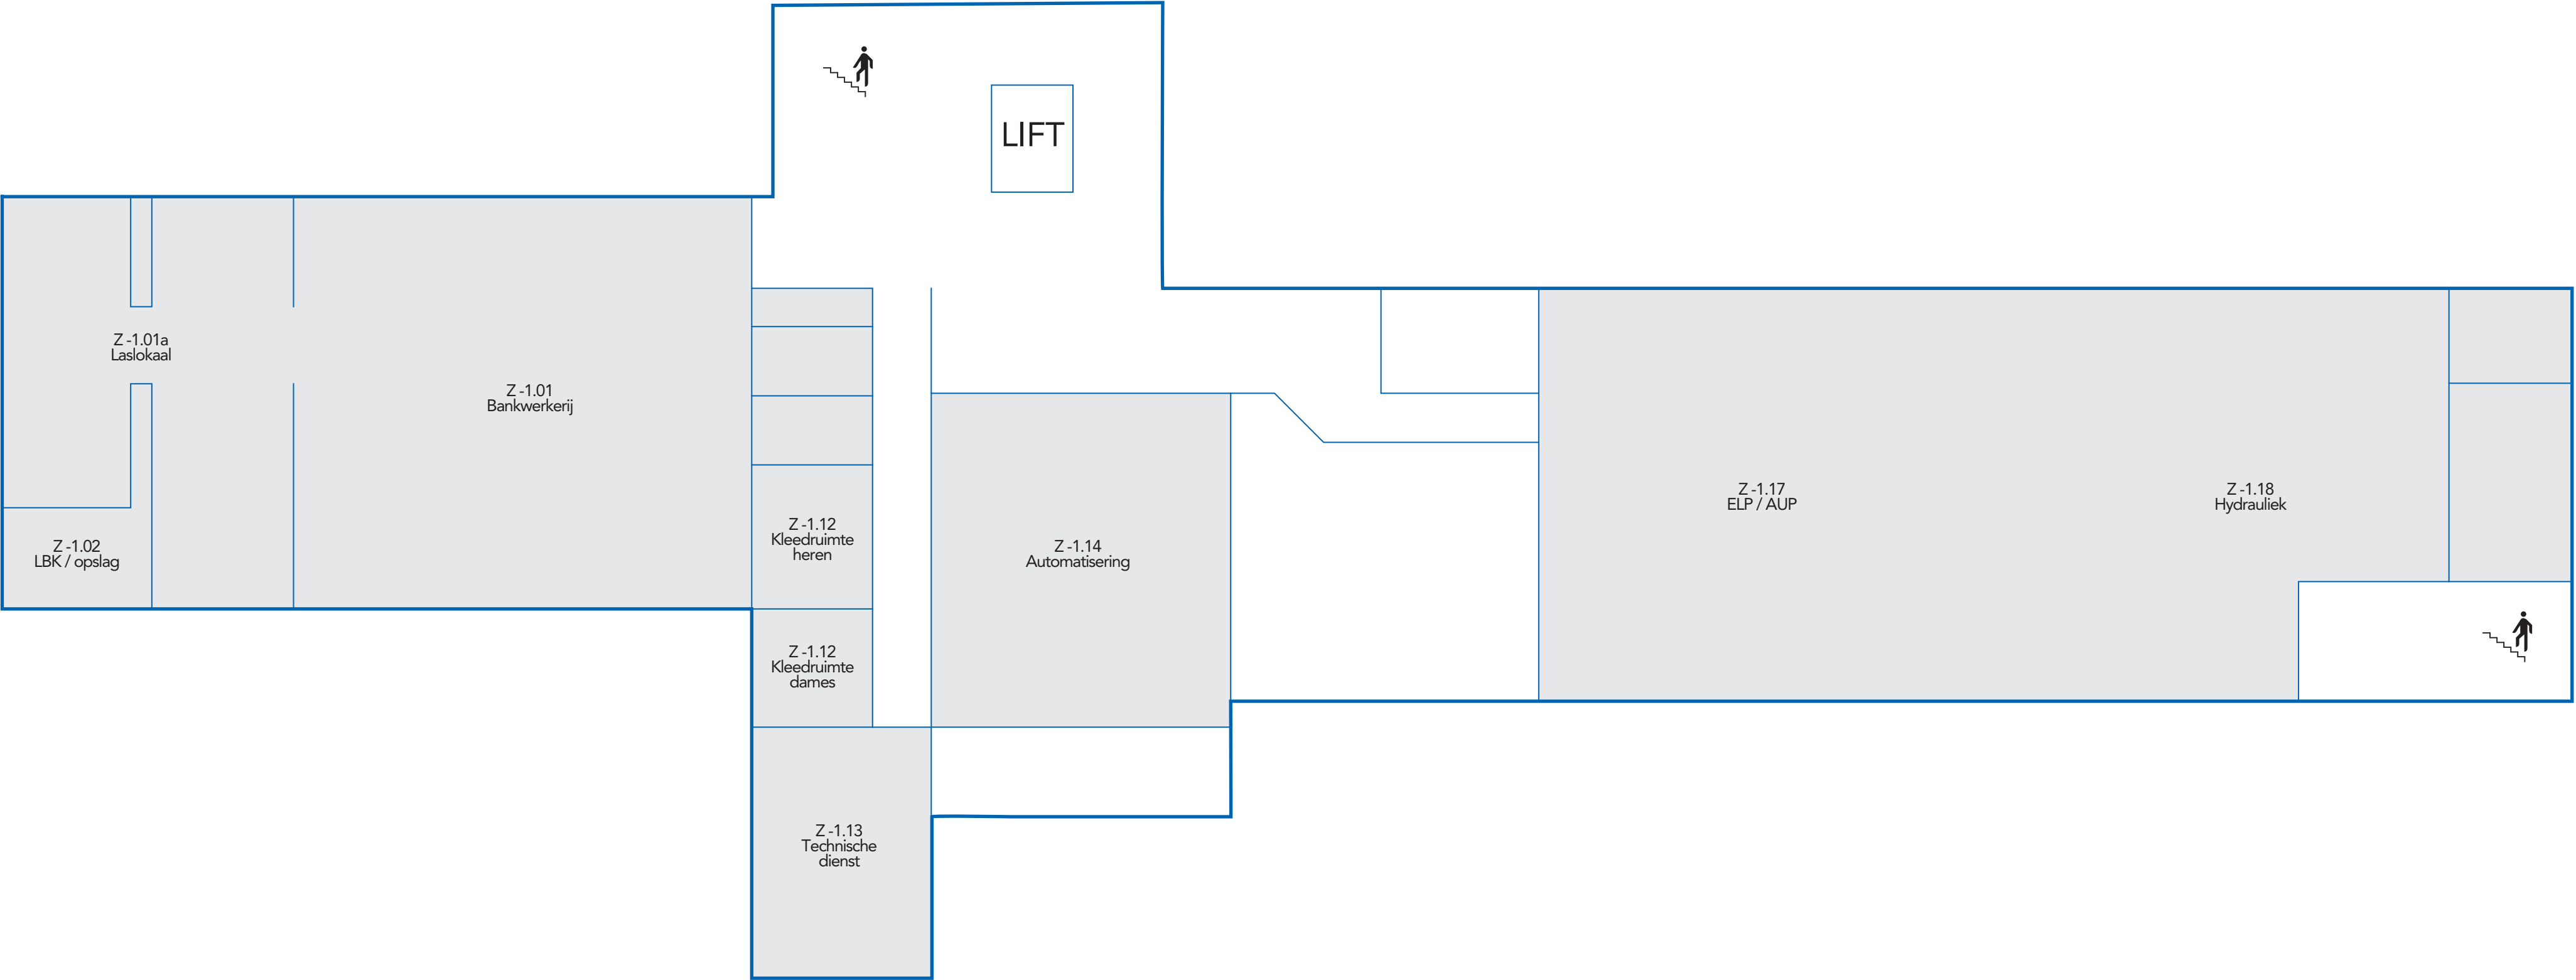 LIFT
Z -1.01a
Laslokaal
Z -1.01
Bankwerkerij
Z -1.02
LBK / opslag
Z -1.12
Kleedruimte
heren
Z -1.12
Kleedruimte
dames
Z -1.13
Technische
dienst
Z -1.14
Automatisering
Z -1.17
ELP / AUP
Z -1.18
Hydrauliek